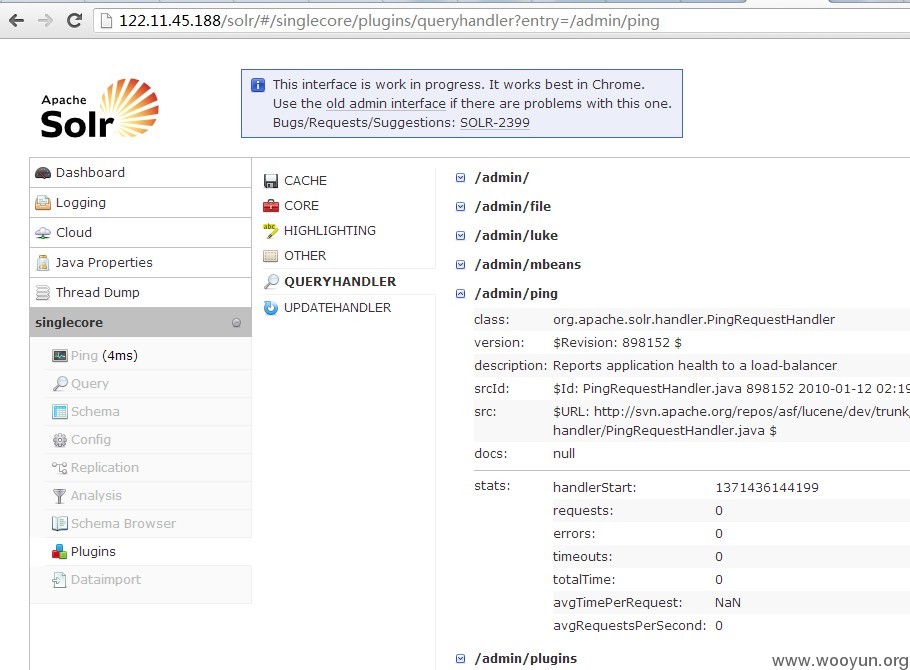 122.11.45.188/solr/#/singlecore/plugins/queryhandler?entry=/admin/ping
Apache
Solr
This interface is work in progress. It works best in Chrome.
Use the old admin interface if there are problems with this one.
Bugs/Requests/Suggestions: SOLR-2399
Dashboard
Logging
Cloud
Java Properties
Thread Dump
singlecore
Ping (4ms)
Query
Schema
Config
Replication
Analysis
Schema Browser
Plugins
Dataimport
CACHE
abc
CORE
HIGHLIGHTING
OTHER
QUERYHANDLER
UPDATEHANDLER
/admin/
/admin/file
/admin/luke
/admin/mbeans
/admin/ping
class: org.apache.solr.handler.PingRequestHandler
version: $Revision: 898152 $
description: Reports application health to a load-balancer
srcId: $Id: PingRequestHandler.java 898152 2010-01-12 02:19
src: $URL: http://svn.apache.org/repos/asf/lucene/dev/trunk/
handler/PingRequestHandler.java $
docs: null
stats: handlerStart: 1371436144199
requests: 0
errors: 0
timeouts: 0
totalTime: 0
avgTimePerRequest: NaN
avgRequestsPerSecond: 0
/admin/plugins
www.wooyun.org